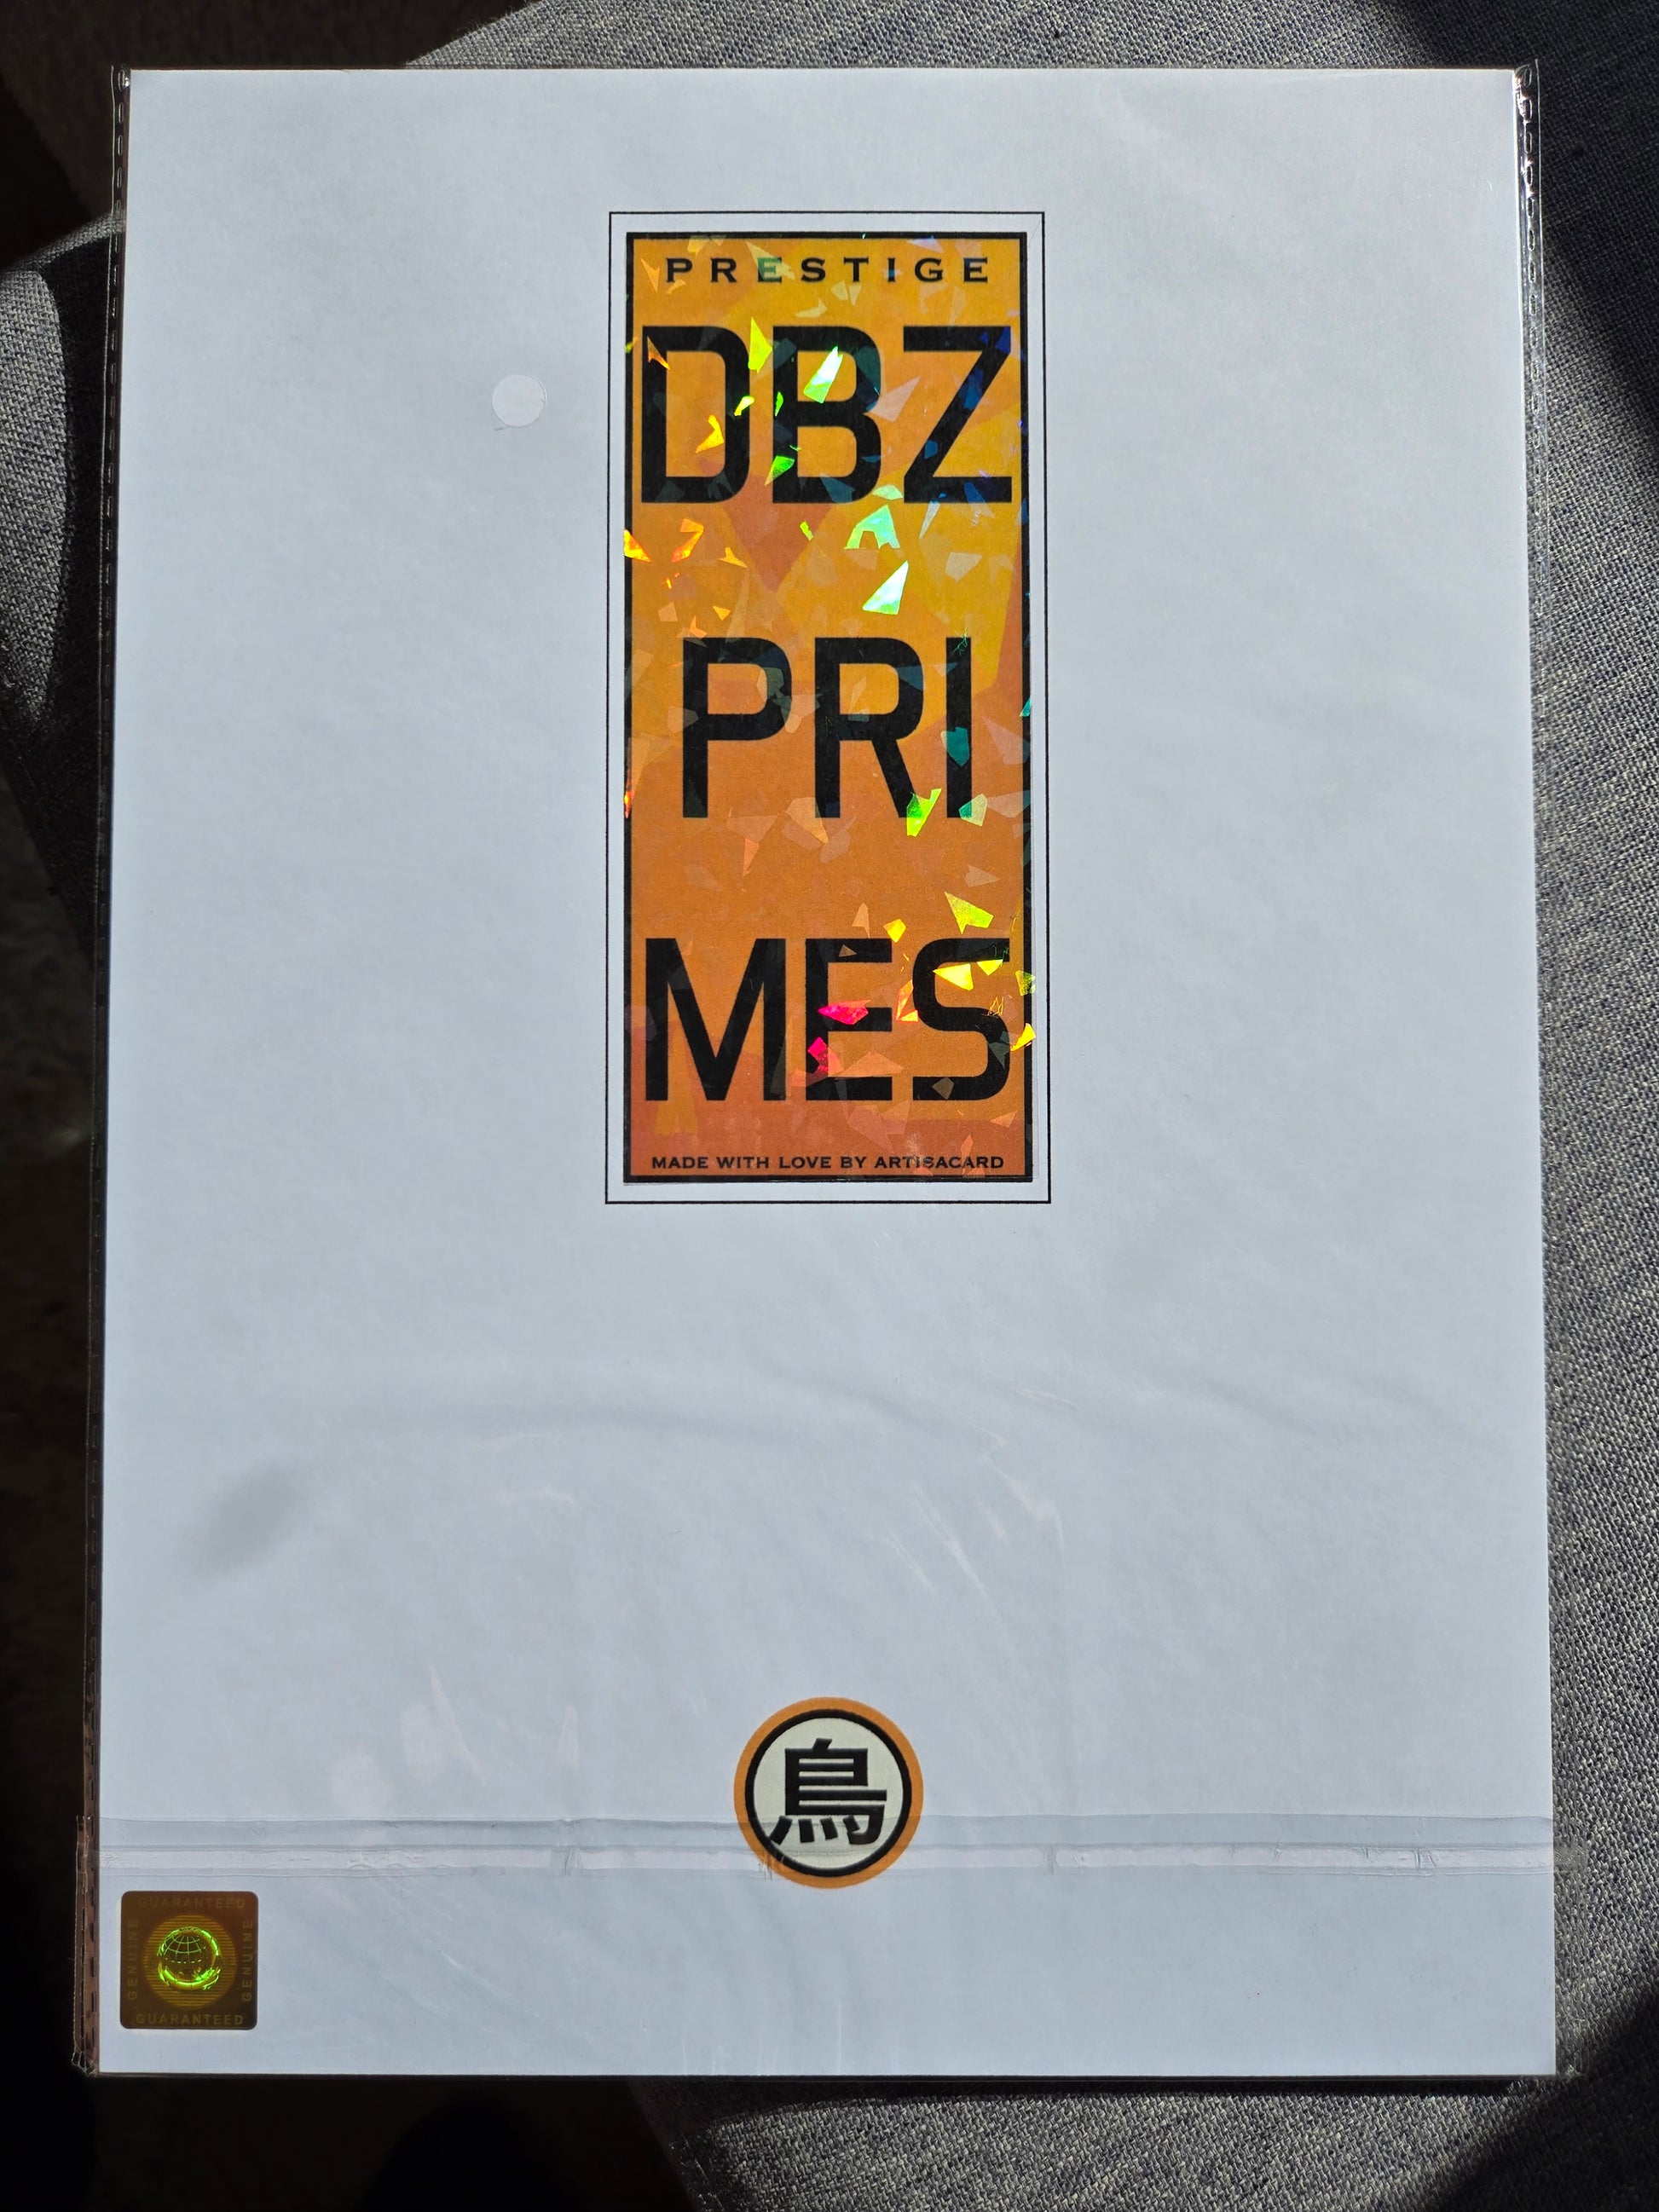 PRESTIGE
DBZ
PRI
MES
MADE WITH LOVE BY ARTISACARD
鳥
GUARANTEED
GENUINE
GENUINE
GUARANTEED